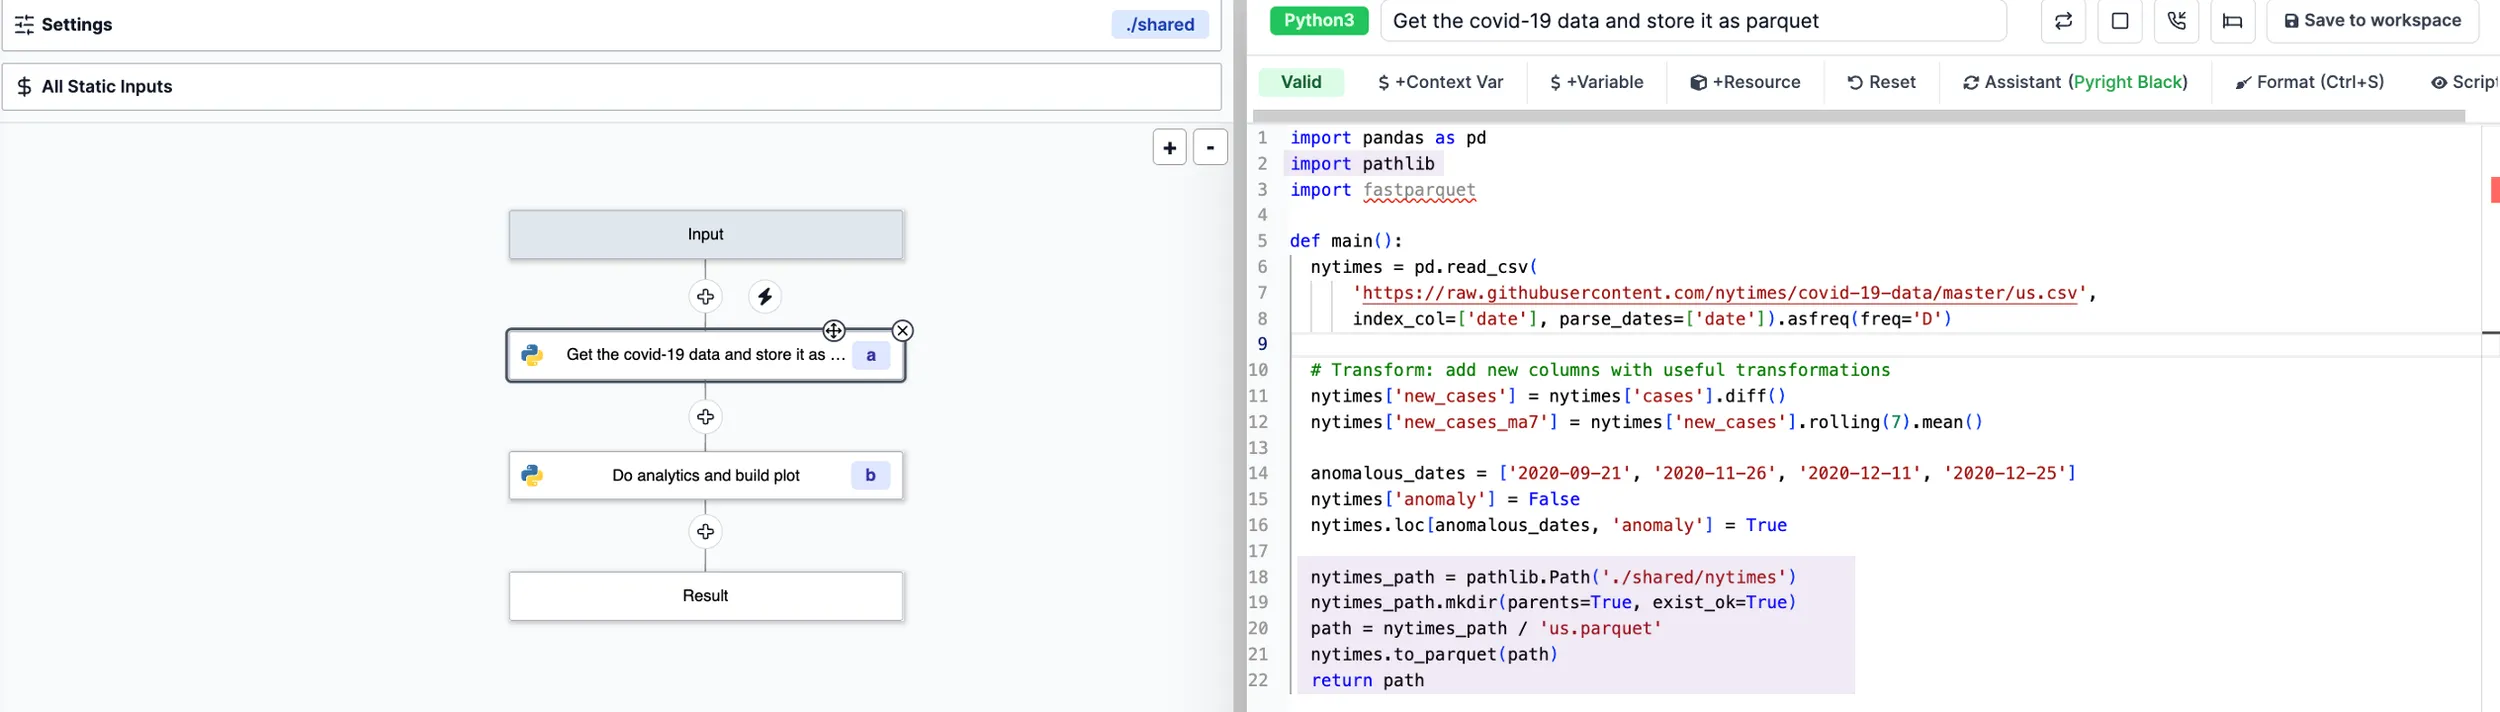 Settings
./shared
All Static Inputs
+
-
Input
Get the covid-19 data and store it as ...
a
Do analytics and build plot
b
Result
Python3
Get the covid-19 data and store it as parquet
Save to workspace
Valid
$ +Context Var
$ +Variable
+Resource
Reset
Assistant (Pyright Black)
Format (Ctrl+S)
Script
1 import pandas as pd
2 import pathlib
3 import fastparquet
4
5 def main():
6 nytimes = pd.read_csv(
7 'https://raw.githubusercontent.com/nytimes/covid-19-data/master/us.csv',
8 index_col=['date'], parse_dates=['date']).asfreq(freq='D')
9
10 # Transform: add new columns with useful transformations
11 nytimes['new_cases'] = nytimes['cases'].diff()
12 nytimes['new_cases_ma7'] = nytimes['new_cases'].rolling(7).mean()
13
14 anomalous_dates = ['2020-09-21', '2020-11-26', '2020-12-11', '2020-12-25']
15 nytimes['anomaly'] = False
16 nytimes.loc[anomalous_dates, 'anomaly'] = True
17
18 nytimes_path = pathlib.Path('./shared/nytimes')
19 nytimes_path.mkdir(parents=True, exist_ok=True)
20 path = nytimes_path / 'us.parquet'
21 nytimes.to_parquet(path)
22 return path